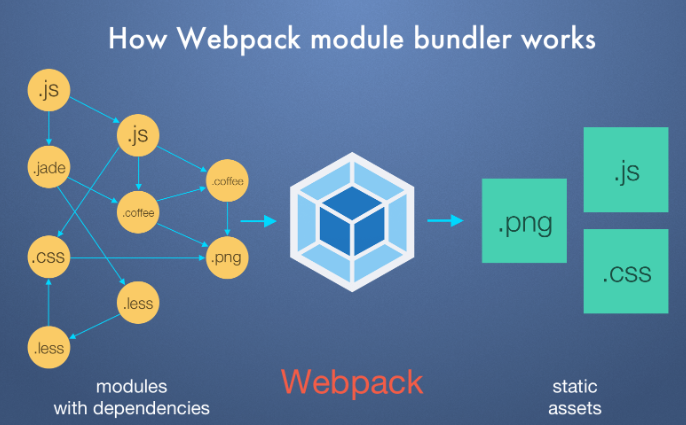 How Webpack module bundler works
.js
.js
.jade
.coffee
.coffee
.css
.png
.less
.less
.png
.js
.css
Webpack
modules
with dependencies
static
assets